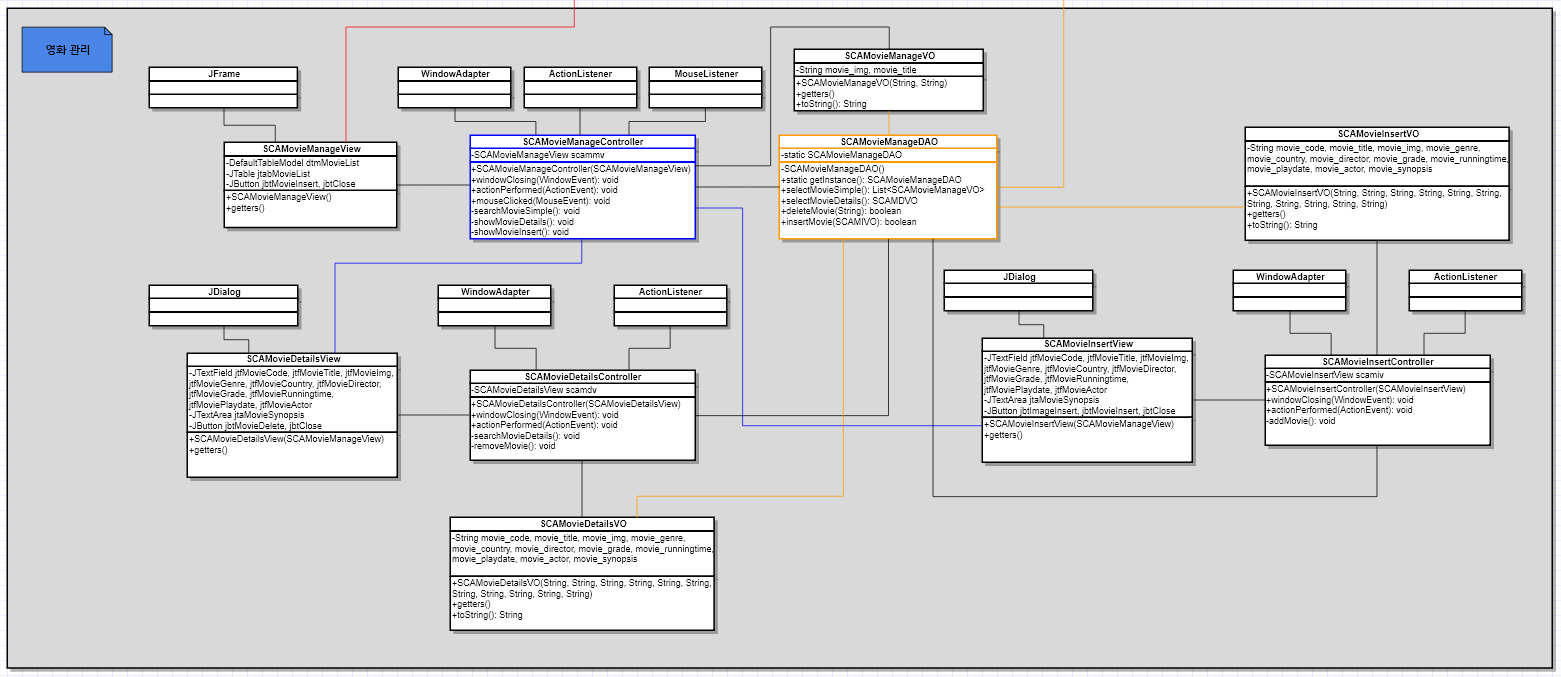 영화 관리
JFrame
WindowAdapter
ActionListener
MouseListener
SCAMovieManageVO
-String movie_img, movie_title
+SCAMovieManageVO(String, String)
+getters()
+toString(): String
SCAMovieManageView
-DefaultTableModel dtmMovieList
-JTable jtabMovieList
-JButton jbtMovieInsert, jbtClose
+SCAMovieManageView()
+getters()
SCAMovieManageController
-SCAMovieManageView scammv
+SCAMovieManageController(SCAMovieManageView)
+windowClosing(WindowEvent): void
+actionPerformed(ActionEvent): void
+mouseClicked(MouseEvent): void
-searchMovieSimple(): void
-showMovieDetails(): void
-showMovieInsert(): void
SCAMovieManageDAO
-static SCAMovieManageDAO
-SCAMovieManageDAO()
+static getInstance(): SCAMovieManageDAO
+selectMovieSimple(): List<SCAMovieManageVO>
+selectMovieDetails(): SCAMDVO
+deleteMovie(String): boolean
+insertMovie(SCAMIVO): boolean
SCAMovieInsertVO
-String movie_code, movie_title, movie_img, movie_genre,
movie_country, movie_director, movie_grade, movie_runningtime,
movie_playdate, movie_actor, movie_synopsis
+SCAMovieInsertVO(String, String, String, String, String, String,
String, String, String, String, String)
+getters()
+toString(): String
JDialog
WindowAdapter
ActionListener
JDialog
WindowAdapter
ActionListener
SCAMovieDetailsView
-JTextField jtfMovieCode, jtfMovieTitle, jtfMovieImg,
jtfMovieGenre, jtfMovieCountry, jtfMovieDirector,
jtfMovieGrade, jtfMovieRunningtime,
jtfMoviePlaydate, jtfMovieActor
-JTextArea jtaMovieSynopsis
-JButton jbtMovieDelete, jbtClose
+SCAMovieDetailsView(SCAMovieManageView)
+getters()
SCAMovieDetailsController
-SCAMovieDetailsView scamdv
+SCAMovieDetailsController(SCAMovieDetailsView)
+windowClosing(WindowEvent): void
+actionPerformed(ActionEvent): void
-searchMovieDetails(): void
-removeMovie(): void
SCAMovieInsertView
-JTextField jtfMovieCode, jtfMovieTitle, jtfMovieImg,
jtfMovieGenre, jtfMovieCountry, jtfMovieDirector,
jtfMovieGrade, jtfMovieRunningtime,
jtfMoviePlaydate, jtfMovieActor
-JTextArea jtaMovieSynopsis
-JButton jbtImageInsert, jbtMovieInsert, jbtClose
+SCAMovieInsertView(SCAMovieManageView)
+getters()
SCAMovieInsertController
-SCAMovieInsertView scamiv
+SCAMovieInsertController(SCAMovieInsertView)
+windowClosing(WindowEvent): void
+actionPerformed(ActionEvent): void
-addMovie(): void
SCAMovieDetailsVO
-String movie_code, movie_title, movie_img, movie_genre,
movie_country, movie_director, movie_grade, movie_runningtime,
movie_playdate, movie_actor, movie_synopsis
+SCAMovieDetailsVO(String, String, String, String, String, String,
String, String, String, String, String)
+getters()
+toString(): String